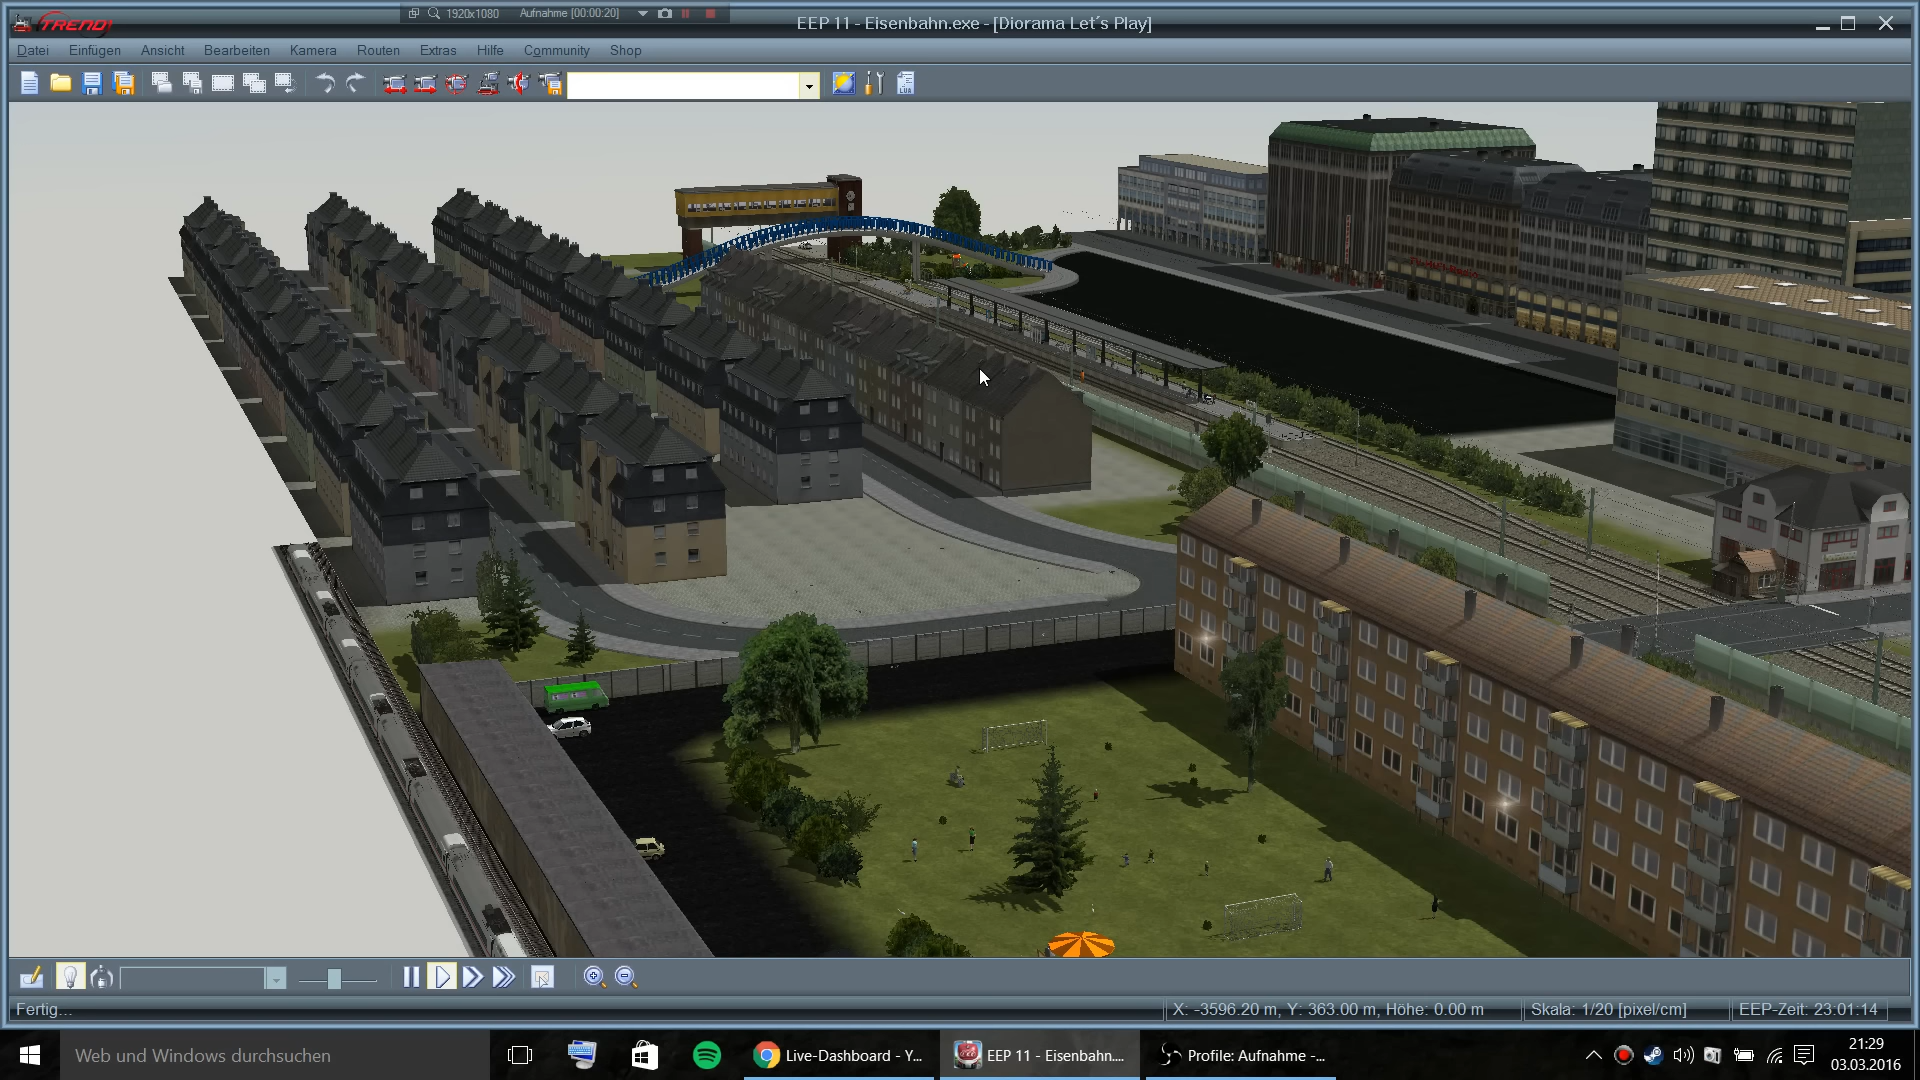 1920x1080 Aufnahme [00:00:20]
TREND
EEP 11 - Eisenbahn.exe - [Diorama Let´s Play]
Datei Einfügen Ansicht Bearbeiten Kamera Routen Extras Hilfe Community Shop
LUA
Fertig...
X: -3596.20 m, Y: 363.00 m, Höhe: 0.00 m
Skala: 1/20 [pixel/cm]
EEP-Zeit: 23:01:14
Web und Windows durchsuchen
Live-Dashboard - Y...
EEP 11 - Eisenbahn....
Profile: Aufnahme -...
21:29
03.03.2016